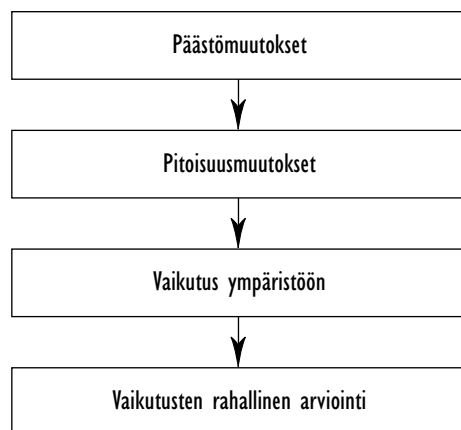 Päästömuutokset
Pitoisuusmuutokset
Vaikutus ympäristöön
Vaikutusten rahallinen arviointi